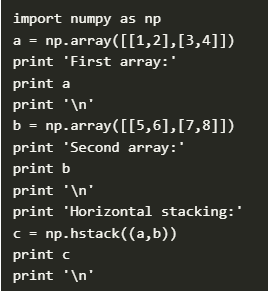 import numpy as np
a = np.array([[1,2],[3,4]])
print 'First array:'
print a
print '\n'
b = np.array([[5,6],[7,8]])
print 'Second array:'
print b
print '\n'
print 'Horizontal stacking:'
c = np.hstack((a,b))
print c
print '\n'